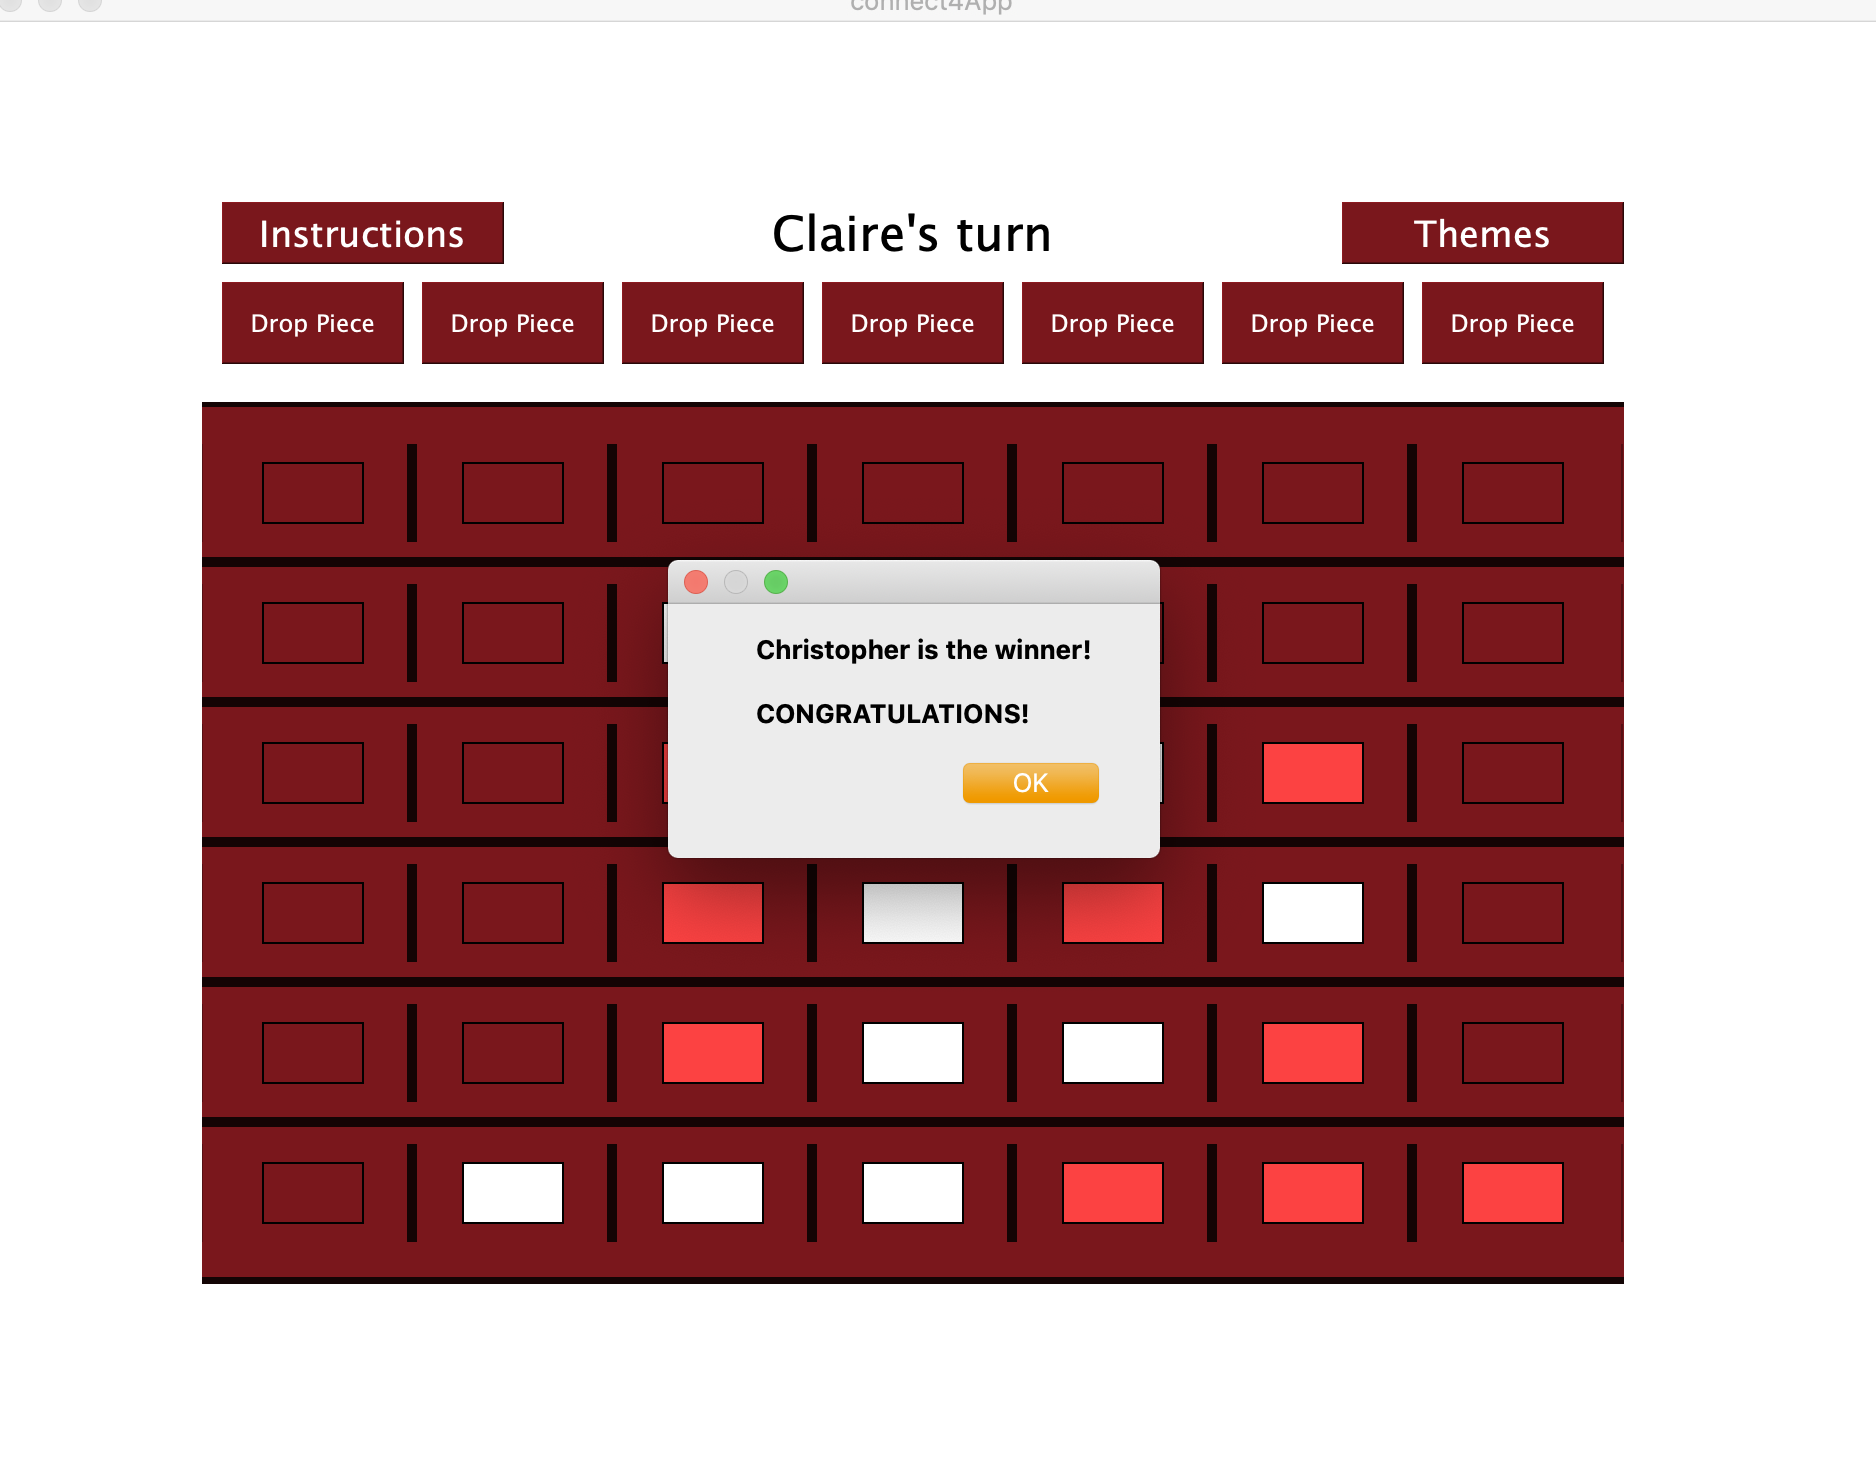 connect4App
Instructions
Claire's turn
Themes
Drop Piece
Drop Piece
Drop Piece
Drop Piece
Drop Piece
Drop Piece
Drop Piece
Christopher is the winner!
CONGRATULATIONS!
OK